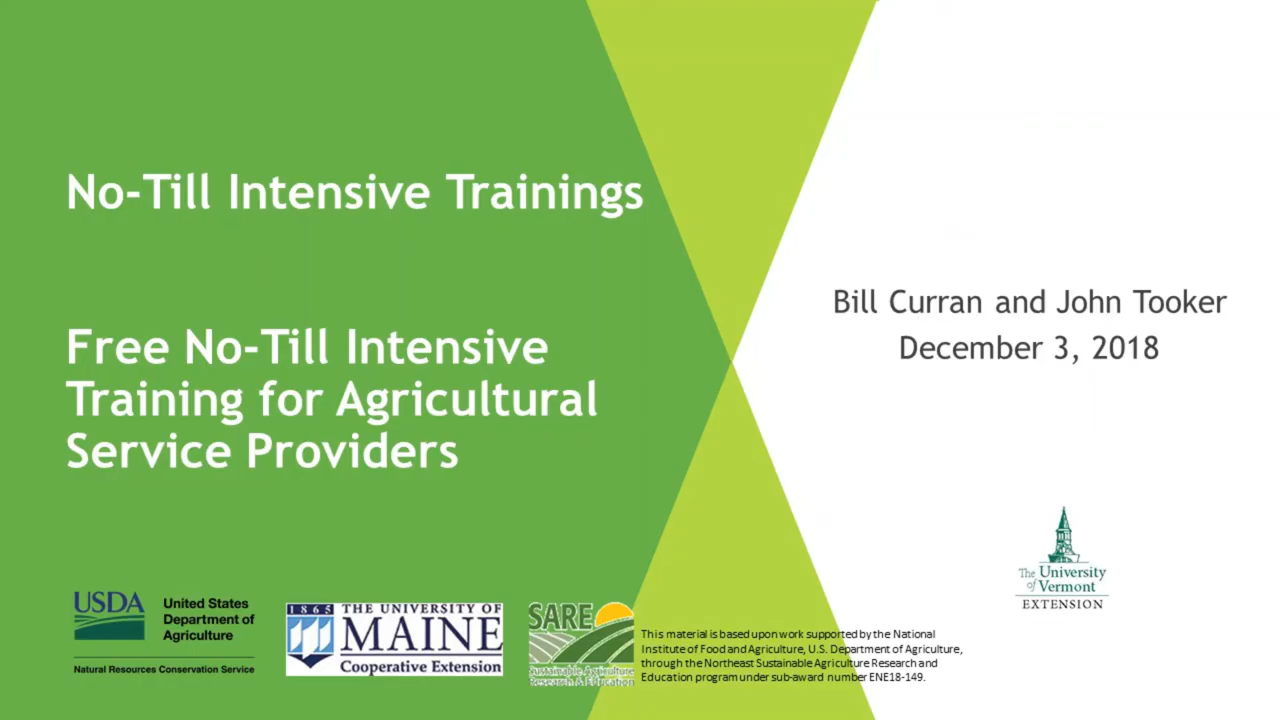 No-Till Intensive Trainings
Free No-Till Intensive
Training for Agricultural
Service Providers
Bill Curran and John Tooker
December 3, 2018
The University
of Vermont
EXTENSION
USDA
United States
Department of
Agriculture
Natural Resources Conservation Service
1865 THE UNIVERSITY OF
MAINE
Cooperative Extension
SARE
Sustainable Agriculture
Research & Education
This material is based upon work supported by the National
Institute of Food and Agriculture, U.S. Department of Agriculture,
through the Northeast Sustainable Agriculture Research and
Education program under sub-award number ENE18-149.